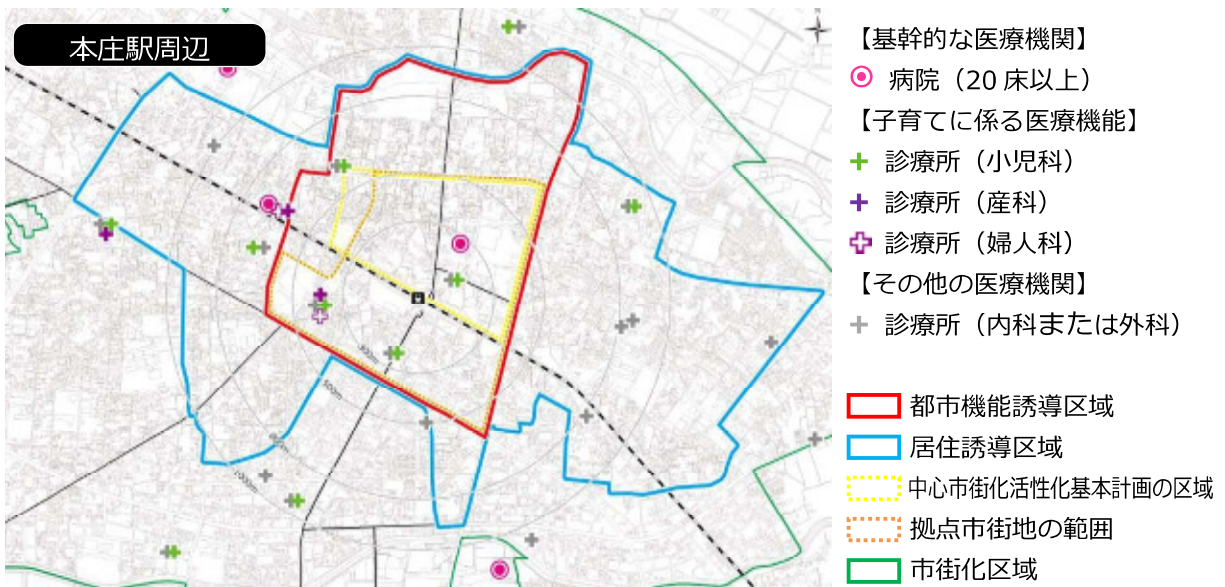 本庄駅周辺
【基幹的な医療機関】
病院（20 床以上）
【子育てに係る医療機能】
診療所（小児科）
診療所（産科）
診療所（婦人科）
【その他の医療機関】
診療所（内科または外科）
都市機能誘導区域
居住誘導区域
中心市街化活性化基本計画の区域
拠点市街地の範囲
市街化区域
300m
500m
1000m